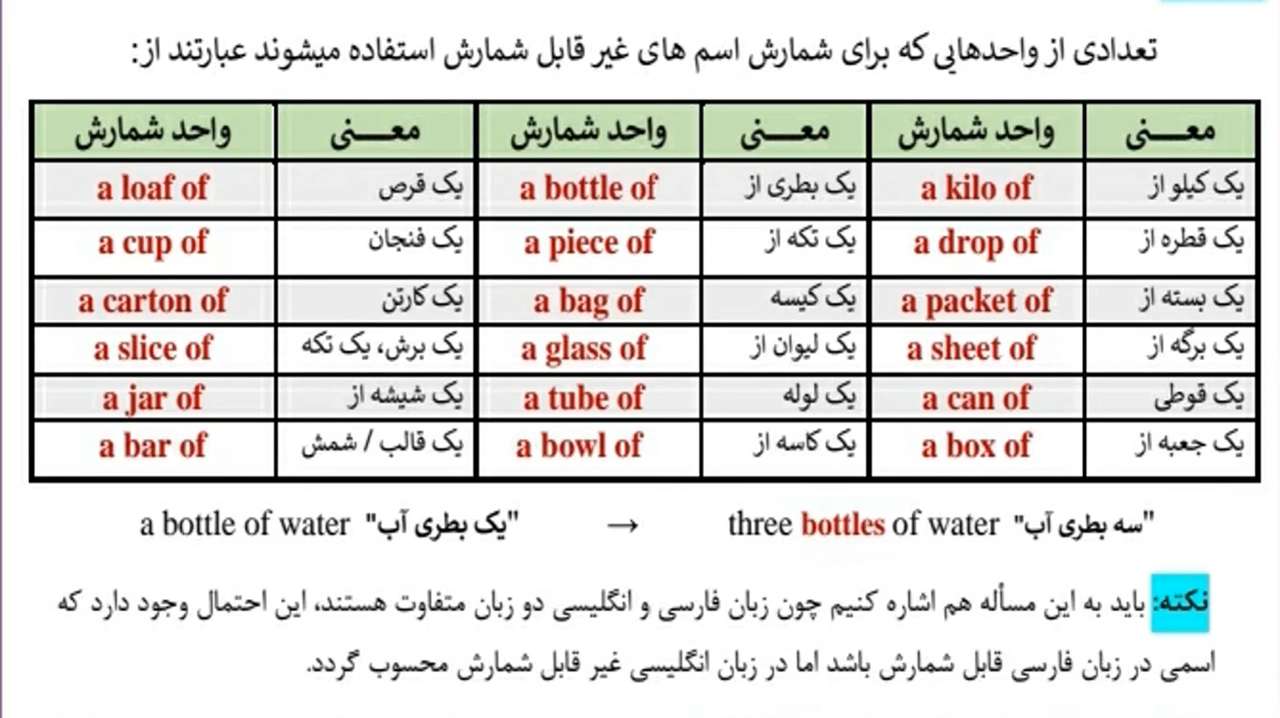 تعدادی از واحدهایی که برای شمارش اسم های غیر قابل شمارش استفاده میشوند عبارتند از:
واحد شمارش معنی واحد شمارش معنی واحد شمارش معنی
a loaf of یک قرص a bottle of یک بطری از a kilo of یک کیلو از
a cup of یک فنجان a piece of یک تکه از a drop of یک قطره از
a carton of یک کارتن a bag of یک کیسه a packet of یک بسته از
a slice of یک برش، یک تکه a glass of یک لیوان از a sheet of یک برگه از
a jar of یک شیشه از a tube of یک لوله a can of یک قوطی
a bar of یک قالب / شمش a bowl of یک کاسه از a box of یک جعبه از
a bottle of water "یک بطری آب" → three bottles of water "سه بطری آب"
نکته: باید به این مسأله هم اشاره کنیم چون زبان فارسی و انگلیسی دو زبان متفاوت هستند، این احتمال وجود دارد که
اسمی در زبان فارسی قابل شمارش باشد اما در زبان انگلیسی غیر قابل شمارش محسوب گردد.